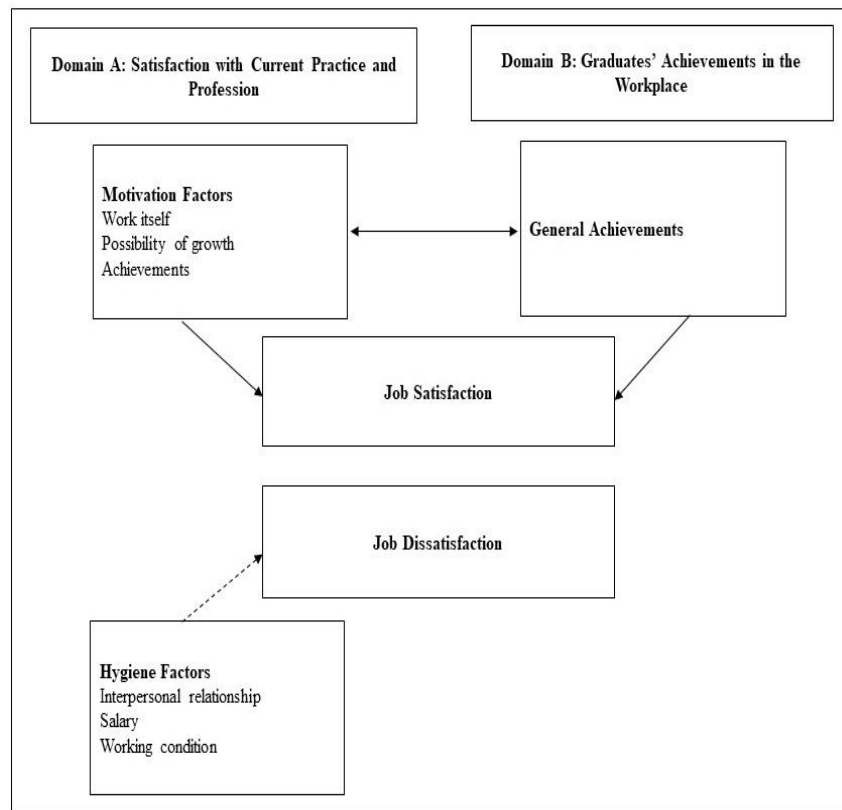 Domain A: Satisfaction with Current Practice and
Profession
Domain B: Graduates' Achievements in the
Workplace
Motivation Factors
Work itself
Possibility of growth
Achievements
General Achievements
Job Satisfaction
Job Dissatisfaction
Hygiene Factors
Interpersonal relationship
Salary
Working condition